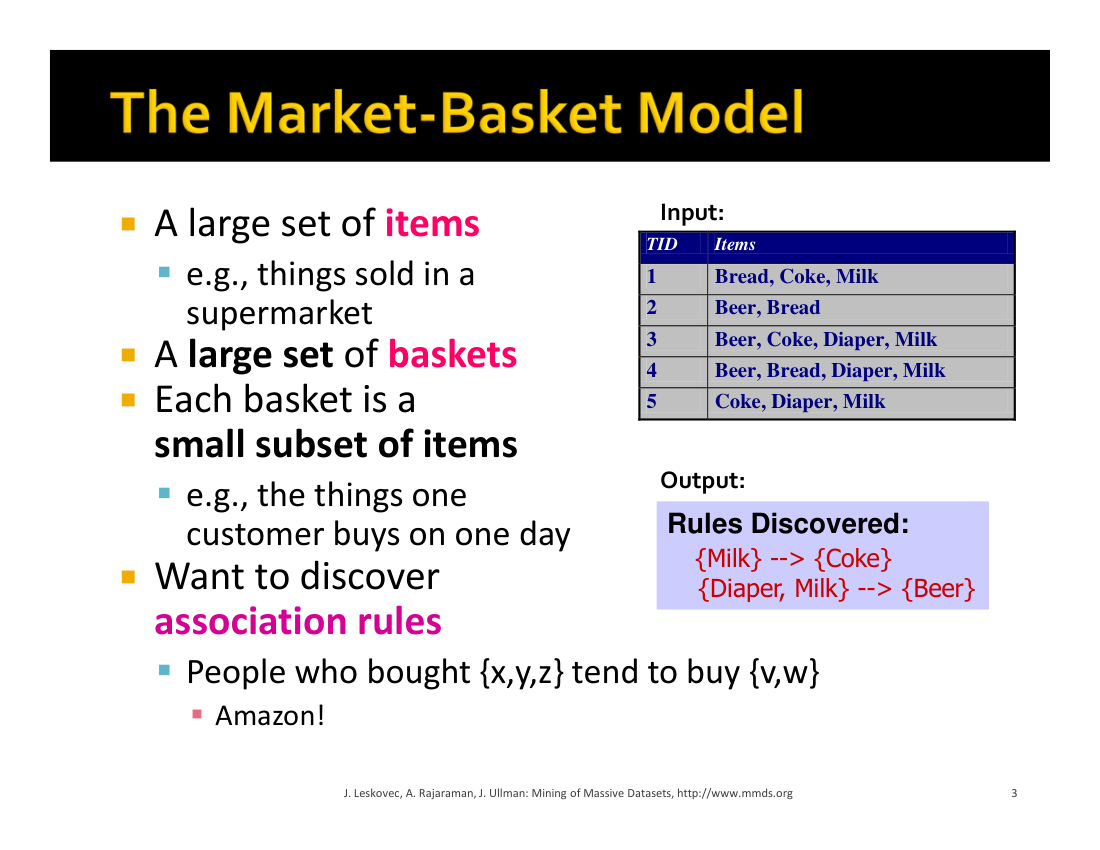 The Market-Basket Model
A large set of items
e.g., things sold in a
supermarket
A large set of baskets
Each basket is a
small subset of items
e.g., the things one
customer buys on one day
Want to discover
association rules
People who bought {x,y,z} tend to buy {v,w}
Amazon!
Input:
TID Items
1 Bread, Coke, Milk
2 Beer, Bread
3 Beer, Coke, Diaper, Milk
4 Beer, Bread, Diaper, Milk
5 Coke, Diaper, Milk
Output:
Rules Discovered:
{Milk} --> {Coke}
{Diaper, Milk} --> {Beer}
J. Leskovec, A. Rajaraman, J. Ullman: Mining of Massive Datasets, http://www.mmds.org
3